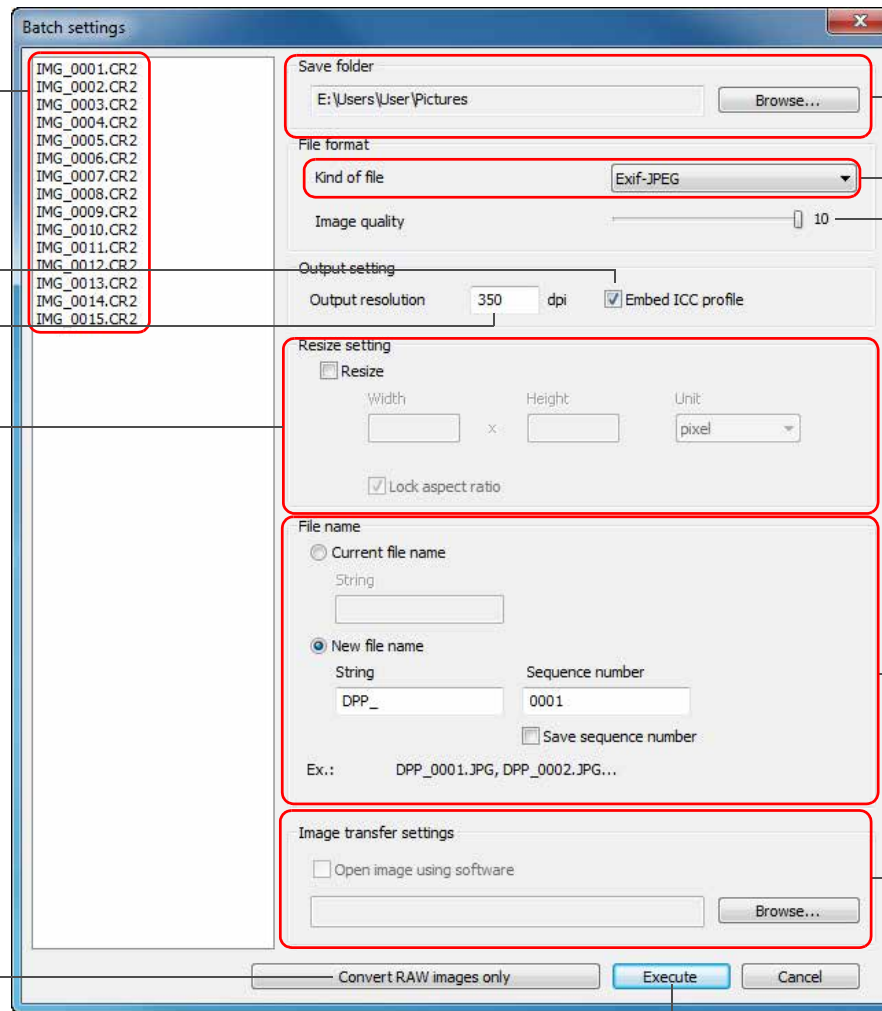 Batch settings
IMG_0001.CR2
IMG_0002.CR2
IMG_0003.CR2
IMG_0004.CR2
IMG_0005.CR2
IMG_0006.CR2
IMG_0007.CR2
IMG_0008.CR2
IMG_0009.CR2
IMG_0010.CR2
IMG_0011.CR2
IMG_0012.CR2
IMG_0013.CR2
IMG_0014.CR2
IMG_0015.CR2
Save folder
E:\Users\User\Pictures Browse...
File format
Kind of file Exif-JPEG
Image quality 10
Output setting
Output resolution 350 dpi Embed ICC profile
Resize setting
Resize
Width Height Unit
x pixel
Lock aspect ratio
File name
Current file name
String
New file name
String Sequence number
DPP_ 0001
Save sequence number
Ex.: DPP_0001.JPG, DPP_0002.JPG...
Image transfer settings
Open image using software
Browse...
Convert RAW images only Execute Cancel